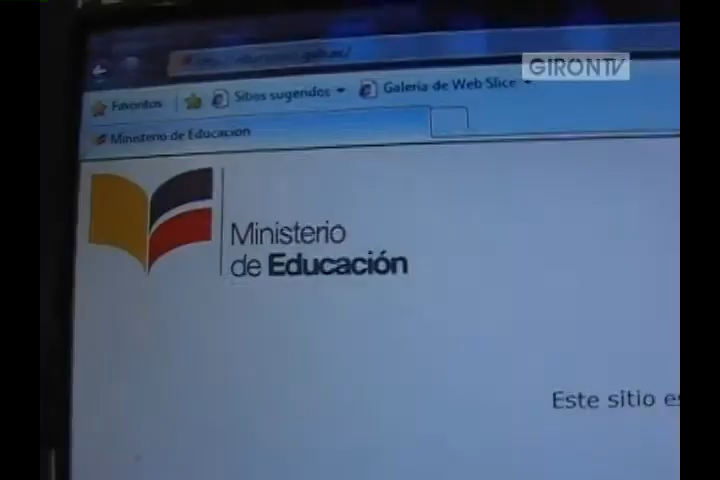 GIRONTV
Favoritos
Sitios sugeridos
Galería de Web Slice
Ministerio de Educación
Ministerio
de Educación
Este sitio es